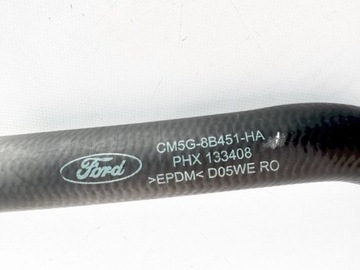 Ford
CM5G-8B451-HA
PHX 133408
>EPDM< D05WE RO